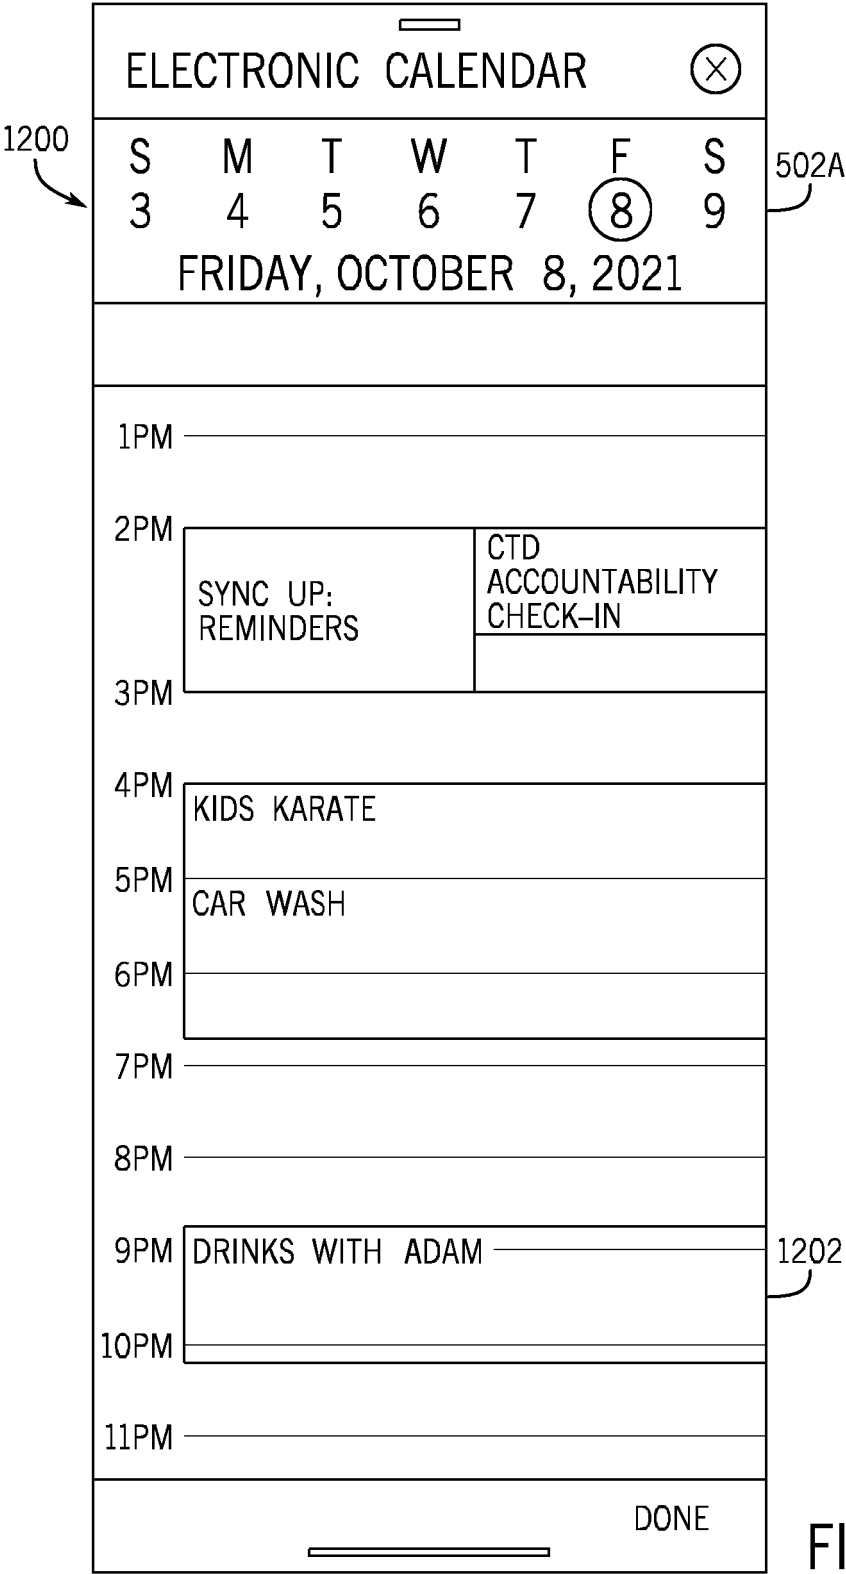 ELECTRONIC CALENDAR
1200
S M T W T F S
502A
3 4 5 6 7 8 9
FRIDAY, OCTOBER 8, 2021
1PM
2PM
CTD
ACCOUNTABILITY
CHECK–IN
SYNC UP:
REMINDERS
3PM
4PM
KIDS KARATE
5PM
CAR WASH
6PM
7PM
8PM
9PM DRINKS WITH ADAM
1202
10PM
11PM
DONE
FI